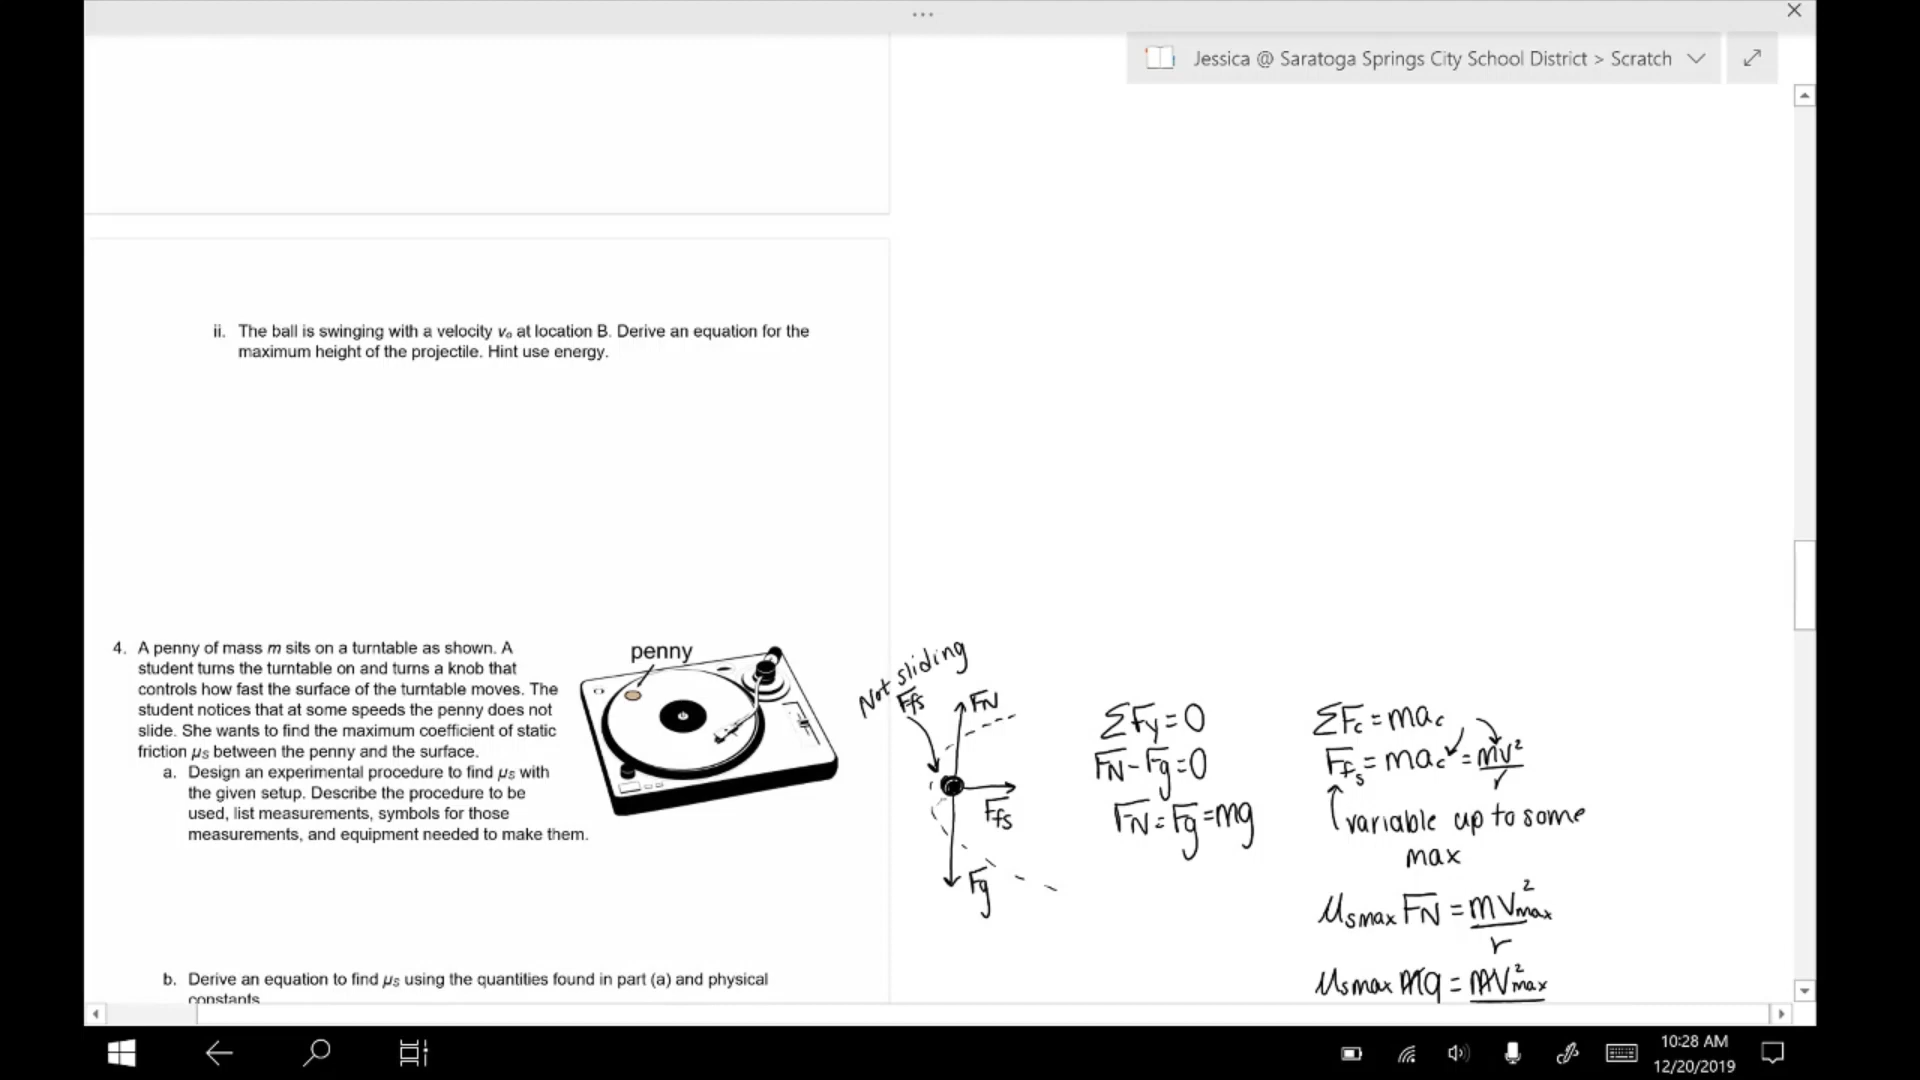 Jessica @ Saratoga Springs City School District > Scratch
ii. The ball is swinging with a velocity vₒ at location B. Derive an equation for the
maximum height of the projectile. Hint use energy.
4. A penny of mass m sits on a turntable as shown. A
student turns the turntable on and turns a knob that
controls how fast the surface of the turntable moves. The
student notices that at some speeds the penny does not
slide. She wants to find the maximum coefficient of static
friction μs between the penny and the surface.
a. Design an experimental procedure to find μs with
the given setup. Describe the procedure to be
used, list measurements, symbols for those
measurements, and equipment needed to make them.
penny
b. Derive an equation to find μs using the quantities found in part (a) and physical
constants
Not sliding
Ffs
FN
Ffs
Fg
ΣFy = 0
FN - Fg = 0
FN = Fg = mg
ΣFc = mac
Ffs = mac = mv²/r
variable up to some
max
μsmax FN = mv²max/r
μsmax mg = mv²max
10:28 AM
12/20/2019